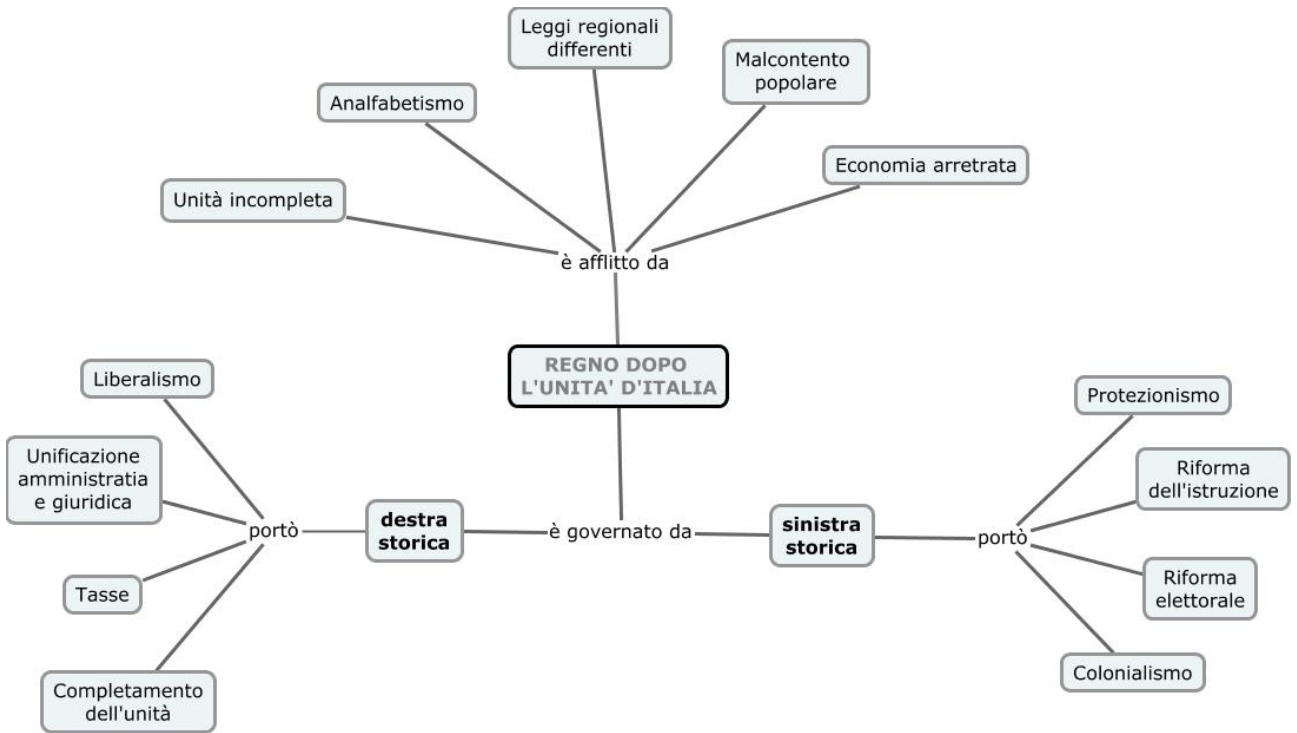 Leggi regionali
differenti
Malcontento
popolare
Analfabetismo
Economia arretrata
Unità incompleta
è afflitto da
REGNO DOPO
L'UNITA' D'ITALIA
Liberalismo
Protezionismo
Unificazione
amministratia
e giuridica
Riforma
dell'istruzione
portò
destra
storica
è governato da
sinistra
storica
portò
Tasse
Riforma
elettorale
Completamento
dell'unità
Colonialismo